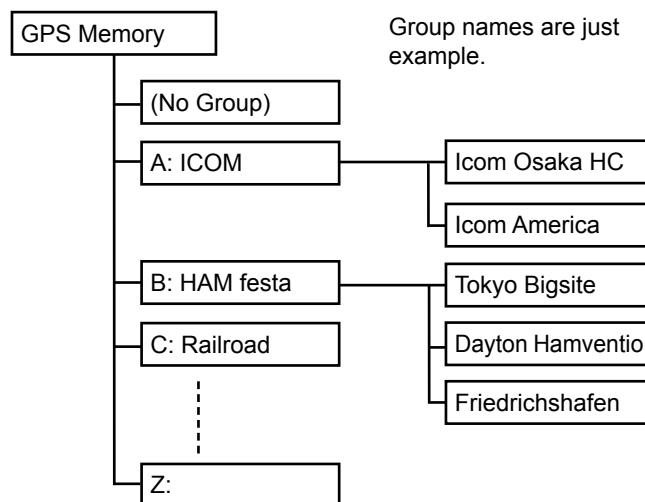 GPS Memory
Group names are just
example.
(No Group)
A: ICOM
Icom Osaka HC
Icom America
B: HAM festa
Tokyo Bigsite
C: Railroad
Dayton Hamventio
Friedrichshafen
Z: